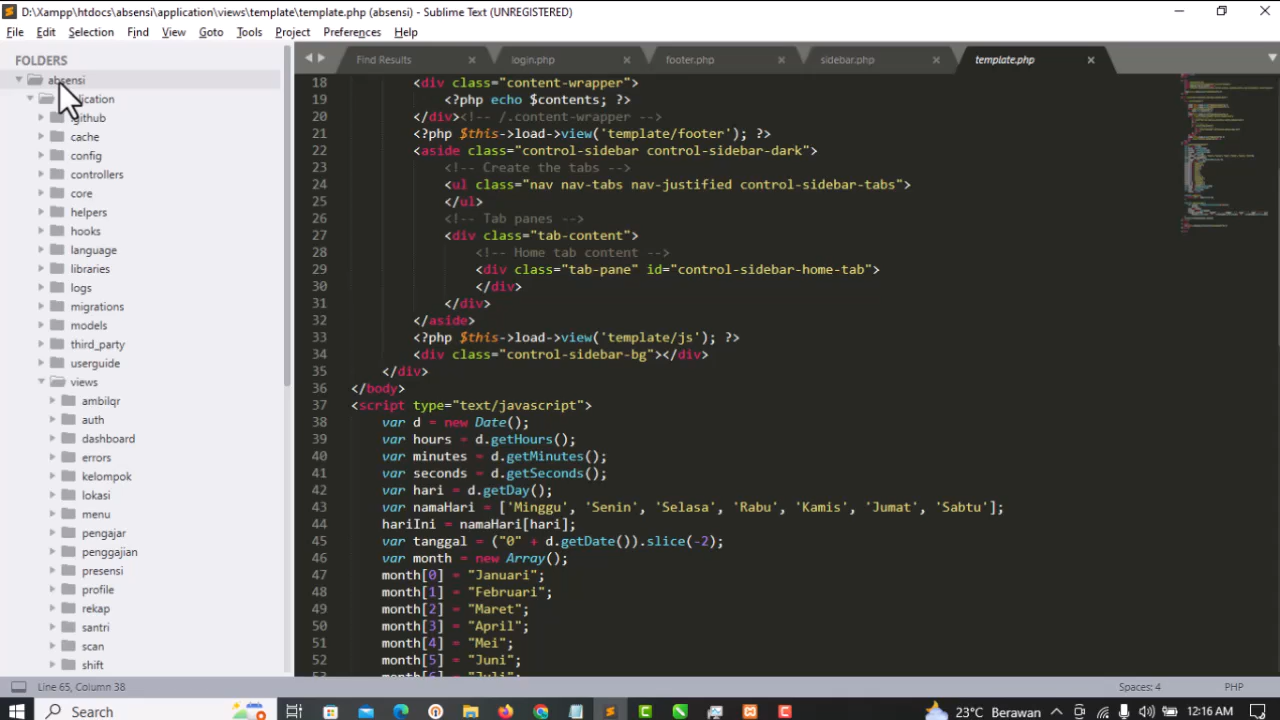 D:\Xampp\htdocs\absensi\application\views\template\template.php (absensi) - Sublime Text (UNREGISTERED)
File Edit Selection Find View Goto Tools Project Preferences Help
FOLDERS
absensi
lication
github
cache
config
controllers
core
helpers
hooks
language
libraries
logs
migrations
models
third_party
userguide
views
ambilqr
auth
dashboard
errors
kelompok
lokasi
menu
pengajar
penggajian
presensi
profile
rekap
santri
scan
shift
Find Results login.php footer.php sidebar.php template.php
18 <div class="content-wrapper">
19 <?php echo $contents; ?>
20 </div><!-- /.content-wrapper -->
21 <?php $this->load->view('template/footer'); ?>
22 <aside class="control-sidebar control-sidebar-dark">
23 <!-- Create the tabs -->
24 <ul class="nav nav-tabs nav-justified control-sidebar-tabs">
25 </ul>
26 <!-- Tab panes -->
27 <div class="tab-content">
28 <!-- Home tab content -->
29 <div class="tab-pane" id="control-sidebar-home-tab">
30 </div>
31 </div>
32 </aside>
33 <?php $this->load->view('template/js'); ?>
34 <div class="control-sidebar-bg"></div>
35 </div>
36 </body>
37 <script type="text/javascript">
38 var d = new Date();
39 var hours = d.getHours();
40 var minutes = d.getMinutes();
41 var seconds = d.getSeconds();
42 var hari = d.getDay();
43 var namaHari = ['Minggu', 'Senin', 'Selasa', 'Rabu', 'Kamis', 'Jumat', 'Sabtu'];
44 hariIni = namaHari[hari];
45 var tanggal = ("0" + d.getDate()).slice(-2);
46 var month = new Array();
47 month[0] = "Januari";
48 month[1] = "Februari";
49 month[2] = "Maret";
50 month[3] = "April";
51 month[4] = "Mei";
52 month[5] = "Juni";
53 month[6] = "Juli";
Line 65, Column 38 Spaces: 4 PHP
Search 23°C Berawan 12:16 AM